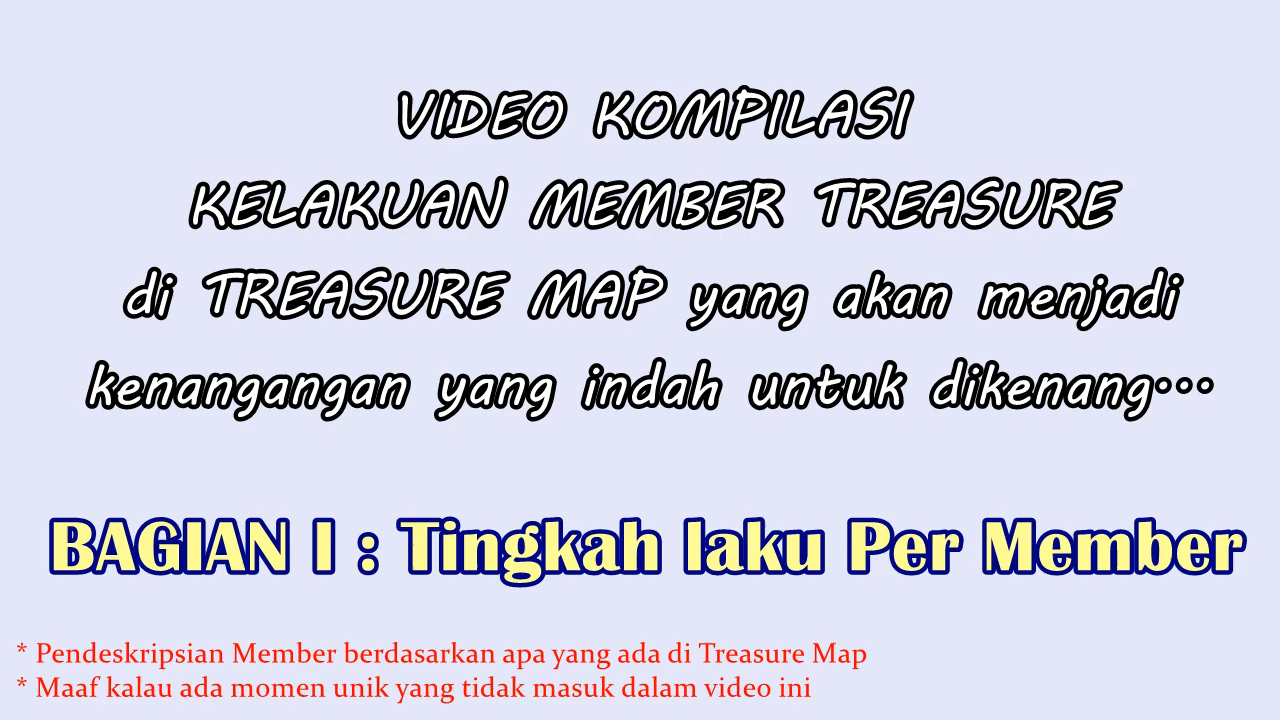 VIDEO KOMPILASI
KELAKUAN MEMBER TREASURE
di TREASURE MAP yang akan menjadi
kenangangan yang indah untuk dikenang...
BAGIAN I : Tingkah laku Per Member
* Pendeskripsian Member berdasarkan apa yang ada di Treasure Map
* Maaf kalau ada momen unik yang tidak masuk dalam video ini